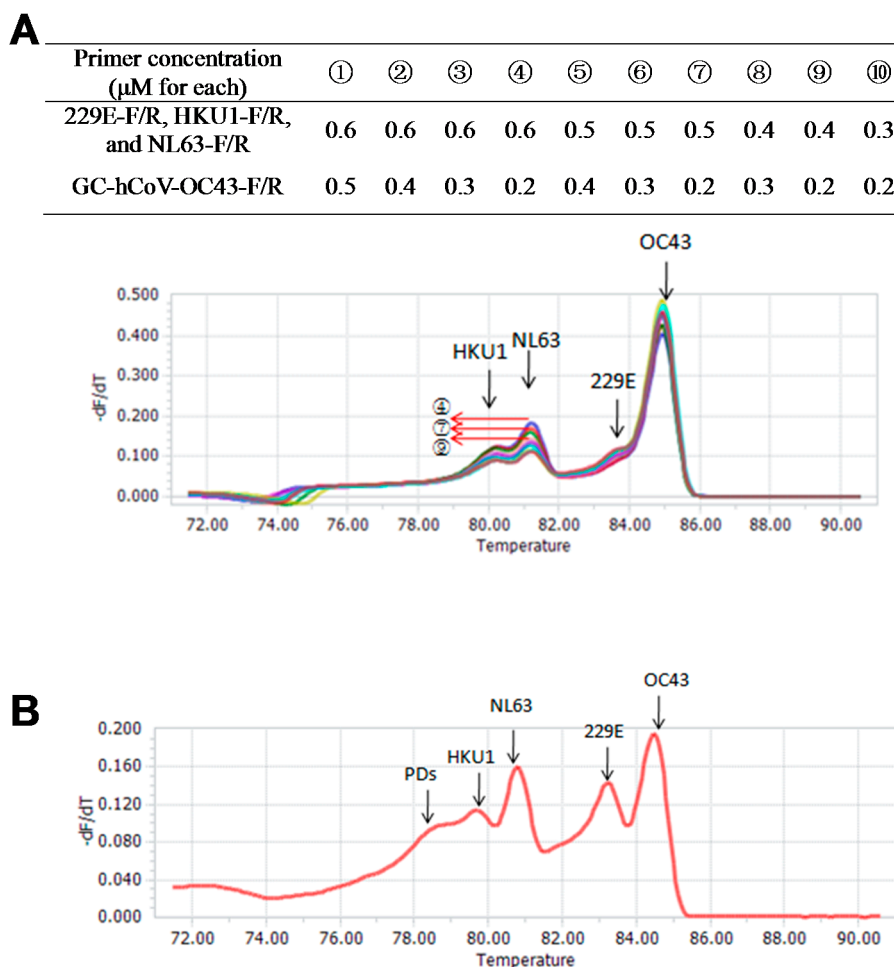 A
Primer concentration
(μM for each) ① ② ③ ④ ⑤ ⑥ ⑦ ⑧ ⑨ ⑩
229E-F/R, HKU1-F/R,
and NL63-F/R 0.6 0.6 0.6 0.6 0.5 0.5 0.5 0.4 0.4 0.3
GC-hCoV-OC43-F/R 0.5 0.4 0.3 0.2 0.4 0.3 0.2 0.3 0.2 0.2
OC43
NL63
HKU1
229E
④
⑦
-dF/dT
0.500
0.400
0.300
0.200
0.100
0.000
72.00 74.00 76.00 78.00 80.00 82.00 84.00 86.00 88.00 90.00
Temperature
B
OC43
NL63
229E
HKU1
PDs
-dF/dT
0.200
0.160
0.120
0.080
0.040
0.000
72.00 74.00 76.00 78.00 80.00 82.00 84.00 86.00 88.00 90.00
Temperature